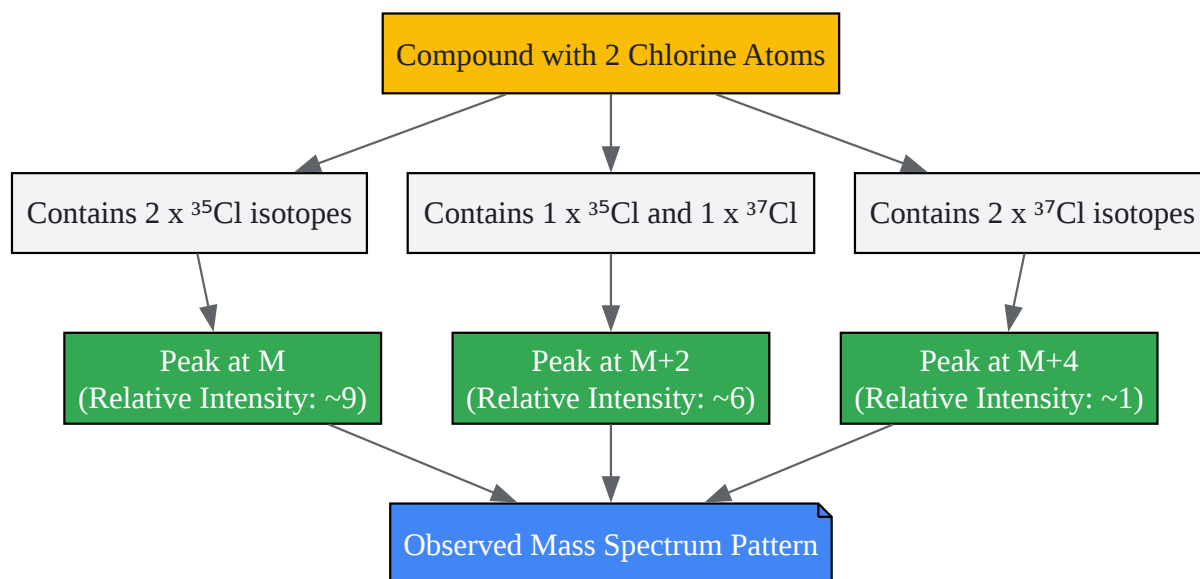 Compound with 2 Chlorine Atoms
Contains 2 x ³⁵Cl isotopes
Contains 1 x ³⁵Cl and 1 x ³⁷Cl
Contains 2 x ³⁷Cl isotopes
Peak at M
(Relative Intensity: ~9)
Peak at M+2
(Relative Intensity: ~6)
Peak at M+4
(Relative Intensity: ~1)
Observed Mass Spectrum Pattern